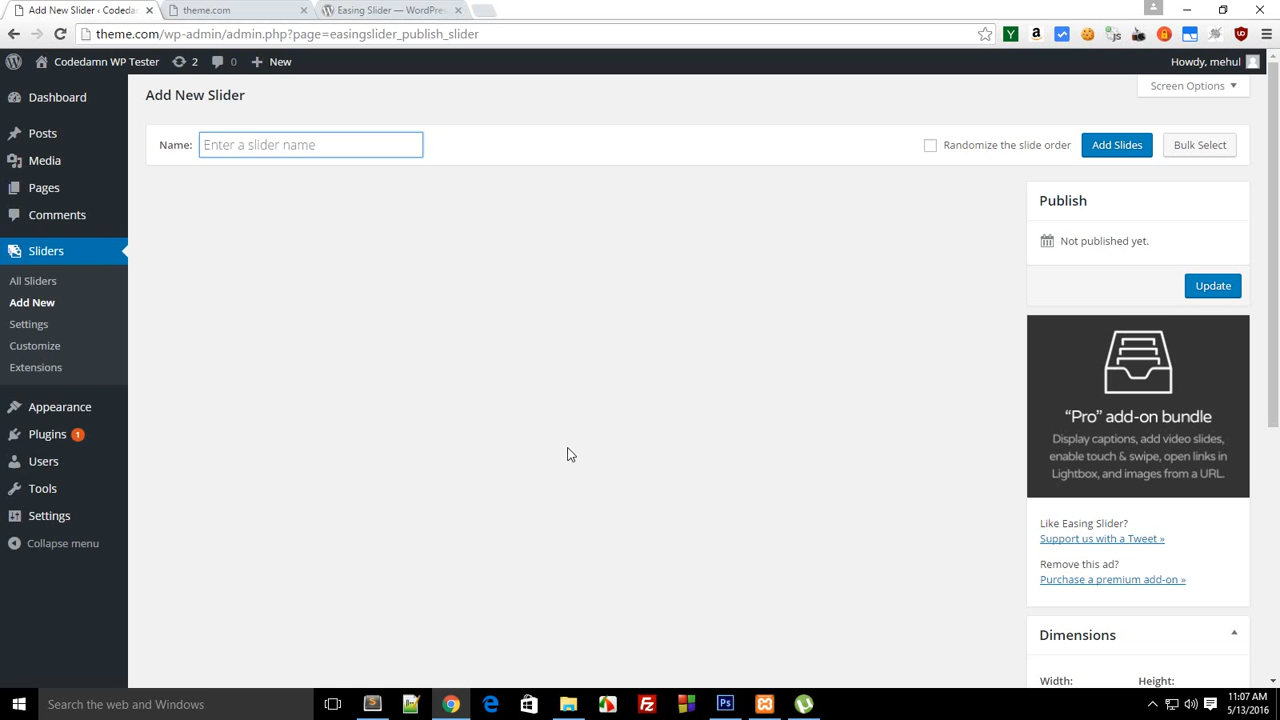 Add New Slider ‹ Codedar
theme.com
Easing Slider — WordPres
theme.com/wp-admin/admin.php?page=easingslider_publish_slider
Codedamn WP Tester
2
0
New
Howdy, mehul
Dashboard
Posts
Media
Pages
Comments
Sliders
All Sliders
Add New
Settings
Customize
Extensions
Appearance
Plugins 1
Users
Tools
Settings
Collapse menu
Add New Slider
Screen Options
Name: Enter a slider name
Randomize the slide order
Add Slides
Bulk Select
Publish
Not published yet.
Update
“Pro” add-on bundle
Display captions, add video slides,
enable touch & swipe, open links in
Lightbox, and images from a URL.
Like Easing Slider?
Support us with a Tweet »
Remove this ad?
Purchase a premium add-on »
Dimensions
Width: Height:
Search the web and Windows
Ps
11:07 AM
5/13/2016